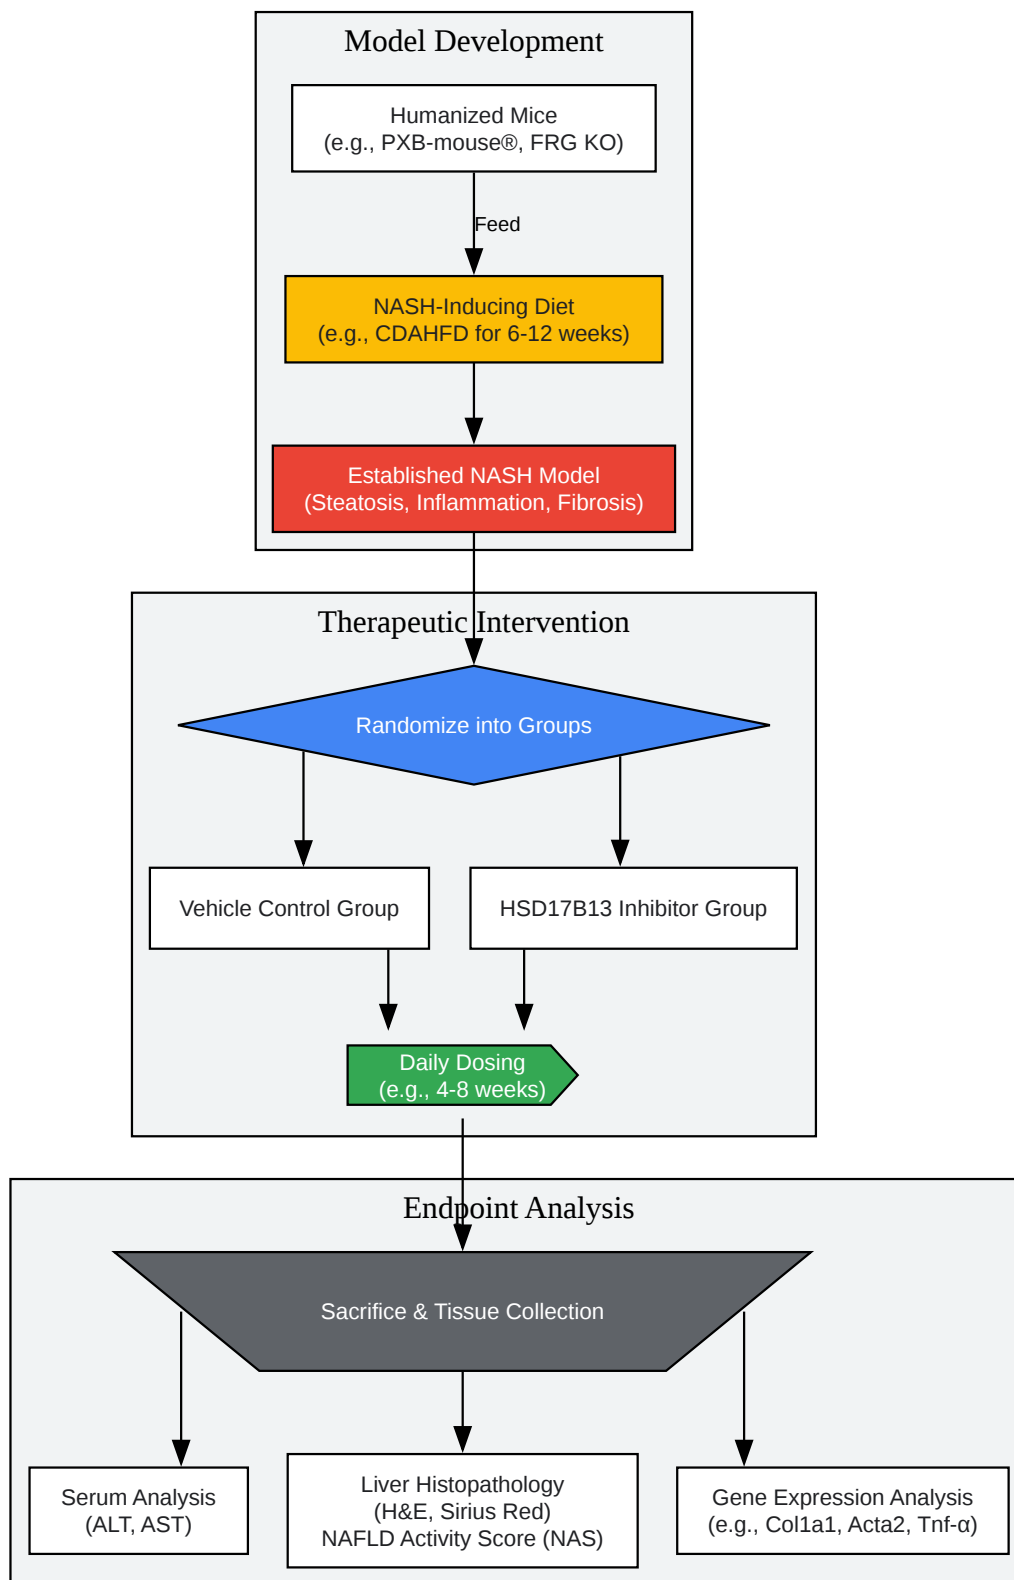 Model Development
Humanized Mice
(e.g., PXB-mouse®, FRG KO)
Feed
NASH-Inducing Diet
(e.g., CDAHFD for 6-12 weeks)
Established NASH Model
(Steatosis, Inflammation, Fibrosis)
Therapeutic Intervention
Randomize into Groups
Vehicle Control Group
HSD17B13 Inhibitor Group
Daily Dosing
(e.g., 4-8 weeks)
Endpoint Analysis
Sacrifice & Tissue Collection
Serum Analysis
(ALT, AST)
Liver Histopathology
(H&E, Sirius Red)
NAFLD Activity Score (NAS)
Gene Expression Analysis
(e.g., Col1a1, Acta2, Tnf-α)